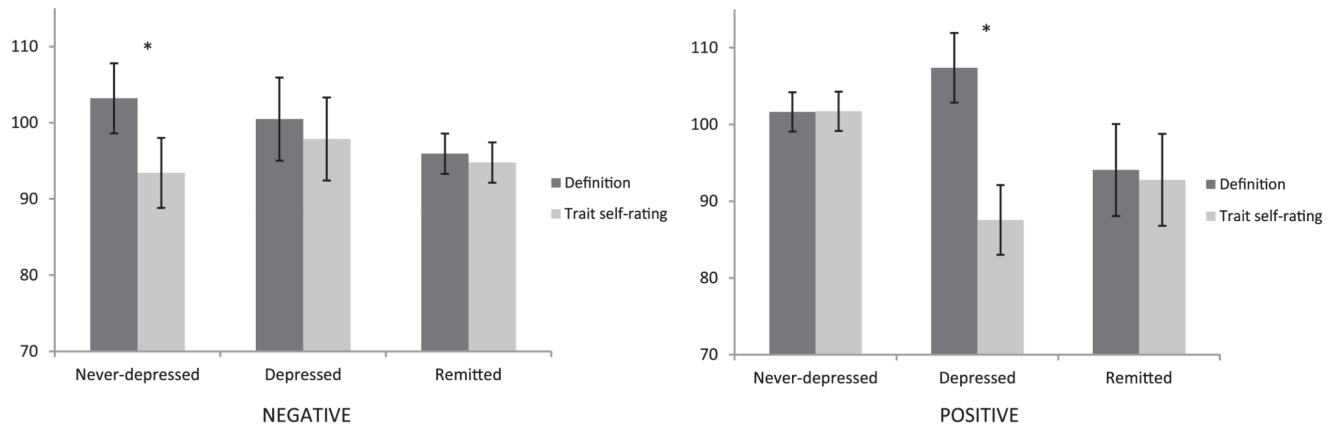 110
100
90
80
70
*
Never-depressed
Depressed
Remitted
NEGATIVE
Definition
Trait self-rating
110
100
90
80
70
*
Never-depressed
Depressed
Remitted
POSITIVE
Definition
Trait self-rating